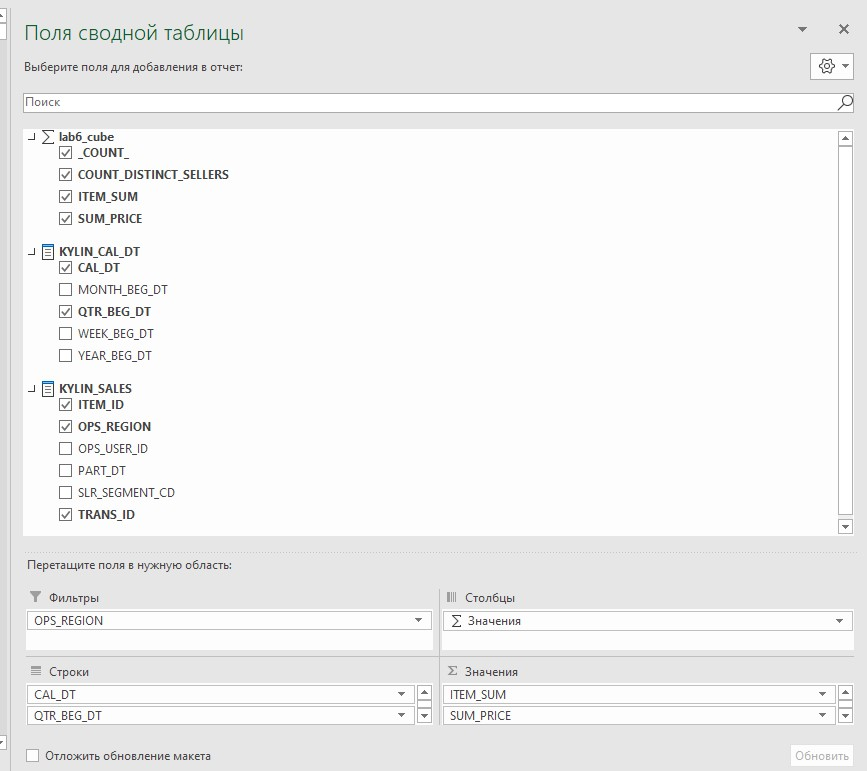 Поля сводной таблицы
Выберите поля для добавления в отчет:
Поиск
lab6_cube
_COUNT_
COUNT_DISTINCT_SELLERS
ITEM_SUM
SUM_PRICE
KYLIN_CAL_DT
CAL_DT
MONTH_BEG_DT
QTR_BEG_DT
WEEK_BEG_DT
YEAR_BEG_DT
KYLIN_SALES
ITEM_ID
OPS_REGION
OPS_USER_ID
PART_DT
SLR_SEGMENT_CD
TRANS_ID
Перетащите поля в нужную область:
Фильтры
OPS_REGION
Столбцы
Σ Значения
Строки
CAL_DT
QTR_BEG_DT
Σ Значения
ITEM_SUM
SUM_PRICE
Отложить обновление макета
Обновить